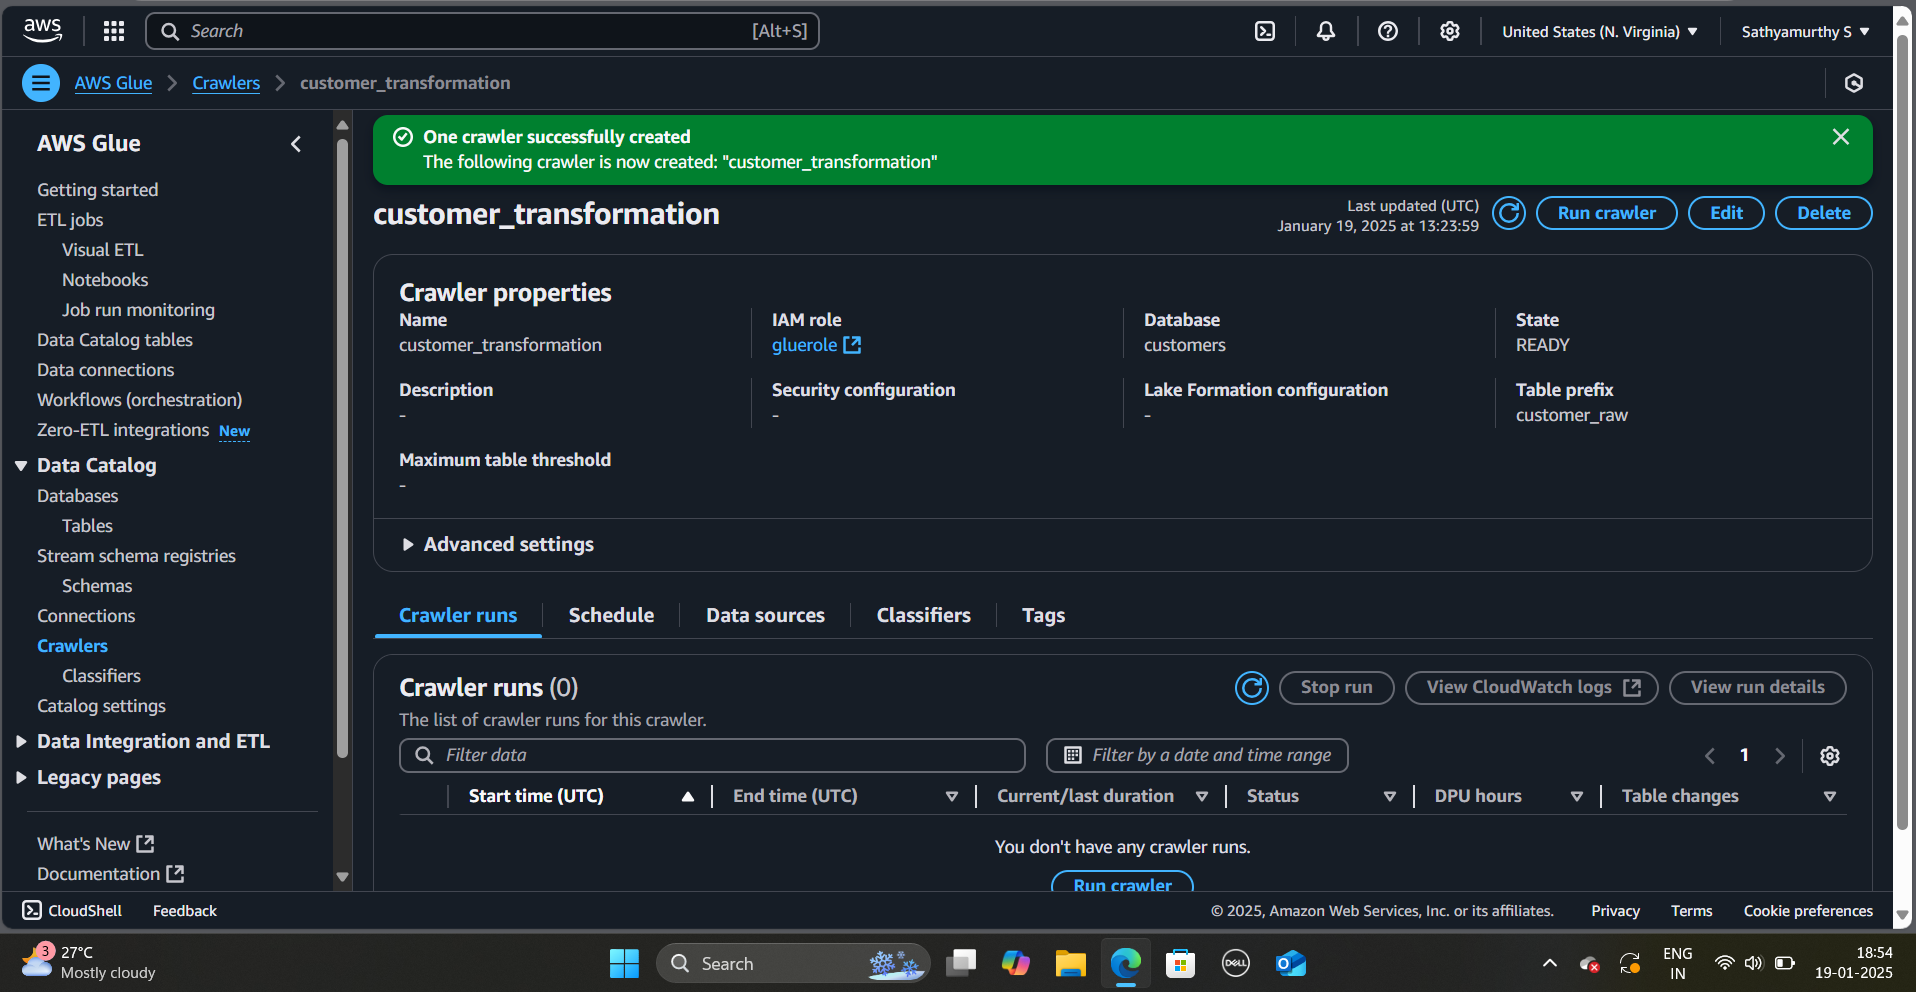 aws
Search [Alt+S]
United States (N. Virginia)
Sathyamurthy S
AWS Glue
Crawlers
customer_transformation
AWS Glue
Getting started
ETL jobs
Visual ETL
Notebooks
Job run monitoring
Data Catalog tables
Data connections
Workflows (orchestration)
Zero-ETL integrations New
Data Catalog
Databases
Tables
Stream schema registries
Schemas
Connections
Crawlers
Classifiers
Catalog settings
Data Integration and ETL
Legacy pages
What's New
Documentation
One crawler successfully created
The following crawler is now created: "customer_transformation"
customer_transformation
Last updated (UTC)
January 19, 2025 at 13:23:59
Run crawler
Edit
Delete
Crawler properties
Name
customer_transformation
IAM role
gluerole
Database
customers
State
READY
Description
-
Security configuration
-
Lake Formation configuration
-
Table prefix
customer_raw
Maximum table threshold
-
Advanced settings
Crawler runs
Schedule
Data sources
Classifiers
Tags
Crawler runs (0)
Stop run
View CloudWatch logs
View run details
The list of crawler runs for this crawler.
Filter data
Filter by a date and time range
1
Start time (UTC)
End time (UTC)
Current/last duration
Status
DPU hours
Table changes
You don't have any crawler runs.
Run crawler
CloudShell
Feedback
© 2025, Amazon Web Services, Inc. or its affiliates.
Privacy
Terms
Cookie preferences
3
27°C
Mostly cloudy
Search
DELL
ENG
IN
18:54
19-01-2025